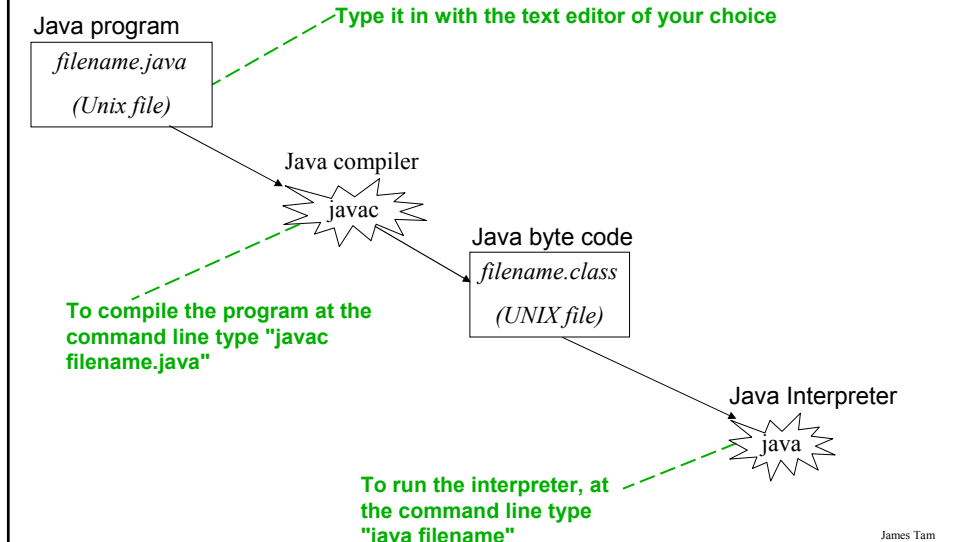 Type it in with the text editor of your choice
Java program
filename.java
(Unix file)
Java compiler
javac
Java byte code
filename.class
(UNIX file)
To compile the program at the
command line type "javac
filename.java"
Java Interpreter
java
To run the interpreter, at
the command line type
"java filename"
James Tam